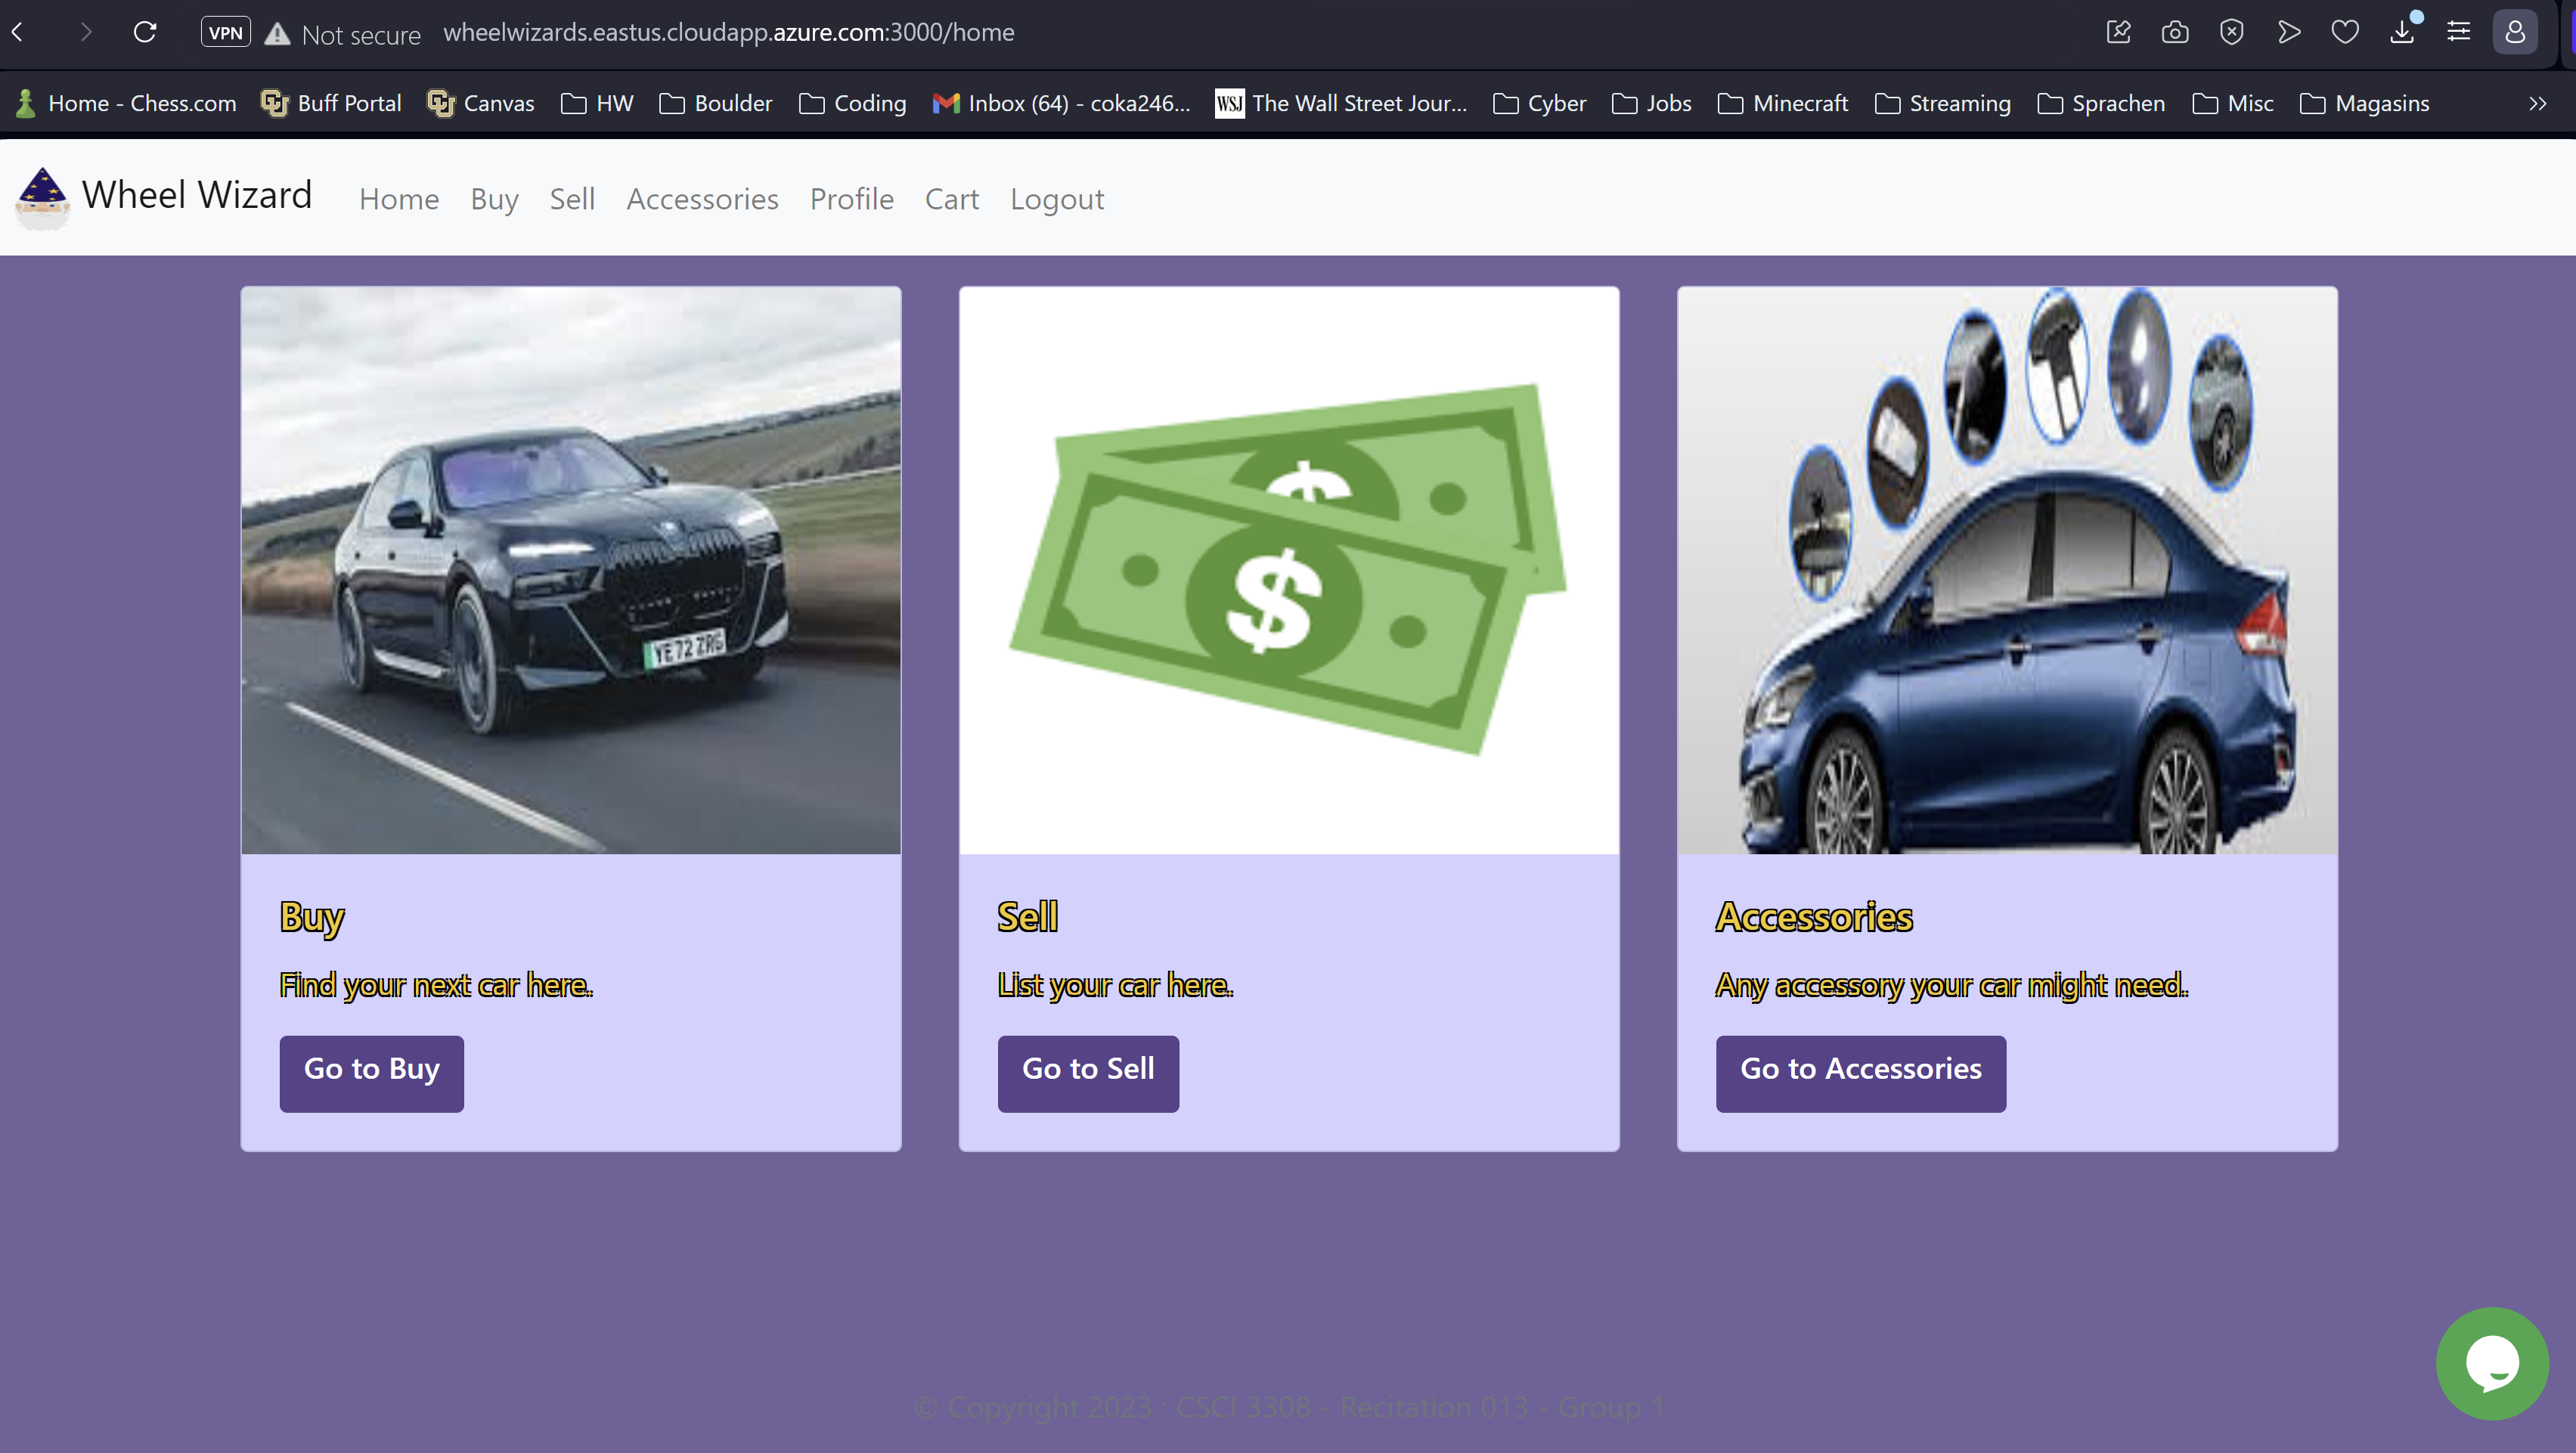 VPN Not secure wheelwizards.eastus.cloudapp.azure.com:3000/home
Home - Chess.com Buff Portal Canvas HW Boulder Coding Inbox (64) - coka246... WSJ The Wall Street Jour... Cyber Jobs Minecraft Streaming Sprachen Misc Magasins
Wheel Wizard Home Buy Sell Accessories Profile Cart Logout
YE72 ZRG
$
$
Buy
Find your next car here.
Go to Buy
Sell
List your car here.
Go to Sell
Accessories
Any accessory your car might need.
Go to Accessories
© Copyright 2023 : CSCI 3308 - Recitation 013 - Group 1